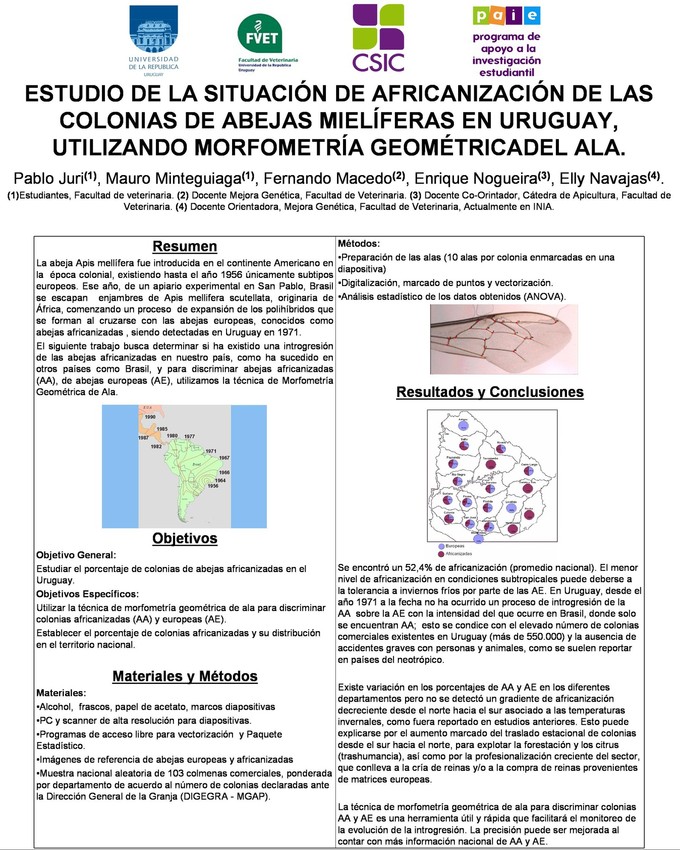 UNIVERSIDAD
DE LA REPUBLICA
URUGUAY
FVET
Facultad de Veterinaria
Universidad de la República
Uruguay
CSIC
paie
programa de
apoyo a la
investigación
estudiantil
ESTUDIO DE LA SITUACIÓN DE AFRICANIZACIÓN DE LAS
COLONIAS DE ABEJAS MIELÍFERAS EN URUGUAY,
UTILIZANDO MORFOMETRÍA GEOMÉTRICADEL ALA.
Pablo Juri(1), Mauro Minteguiaga(1), Fernando Macedo(2), Enrique Nogueira(3), Elly Navajas(4).
(1)Estudiantes, Facultad de veterinaria. (2) Docente Mejora Genética, Facultad de Veterinaria. (3) Docente Co-Orintador, Cátedra de Apicultura, Facultad de
Veterinaria. (4) Docente Orientadora, Mejora Genética, Facultad de Veterinaria, Actualmente en INIA.
Resumen
La abeja Apis mellífera fue introducida en el continente Americano en
la época colonial, existiendo hasta el año 1956 únicamente subtipos
europeos. Ese año, de un apiario experimental en San Pablo, Brasil
se escapan enjambres de Apis mellifera scutellata, originaria de
África, comenzando un proceso de expansión de los polihíbridos que
se forman al cruzarse con las abejas europeas, conocidos como
abejas africanizadas , siendo detectadas en Uruguay en 1971.
El siguiente trabajo busca determinar si ha existido una introgresión
de las abejas africanizadas en nuestro país, como ha sucedido en
otros países como Brasil, y para discriminar abejas africanizadas
(AA), de abejas europeas (AE), utilizamos la técnica de Morfometría
Geométrica de Ala.
1990
1985
1987
1986
1977
1983
1971
1967
1966
1964
1956
Objetivos
Objetivo General:
Estudiar el porcentaje de colonias de abejas africanizadas en el
Uruguay.
Objetivos Específicos:
Utilizar la técnica de morfometría geométrica de ala para discriminar
colonias africanizadas (AA) y europeas (AE).
Establecer el porcentaje de colonias africanizadas y su distribución
en el territorio nacional.
Materiales y Métodos
Materiales:
•Alcohol, frascos, papel de acetato, marcos diapositivas
•PC y scanner de alta resolución para diapositivas.
•Programas de acceso libre para vectorización y Paquete
Estadístico.
•Imágenes de referencia de abejas europeas y africanizadas
•Muestra nacional aleatoria de 103 colmenas comerciales, ponderada
por departamento de acuerdo al número de colonias declaradas ante
la Dirección General de la Granja (DIGEGRA - MGAP).
Métodos:
•Preparación de las alas (10 alas por colonia enmarcadas en una
diapositiva)
•Digitalización, marcado de puntos y vectorización.
•Análisis estadístico de los datos obtenidos (ANOVA).
Resultados y Conclusiones
Europeas
Africanizadas
Se encontró un 52,4% de africanización (promedio nacional). El menor
nivel de africanización en condiciones subtropicales puede deberse a
la tolerancia a inviernos fríos por parte de las AE. En Uruguay, desde el
año 1971 a la fecha no ha ocurrido un proceso de introgresión de la
AA sobre la AE con la intensidad del que ocurre en Brasil, donde solo
se encuentran AA; esto se condice con el elevado número de colonias
comerciales existentes en Uruguay (más de 550.000) y la ausencia de
accidentes graves con personas y animales, como se suelen reportar
en países del neotrópico.
Existe variación en los porcentajes de AA y AE en los diferentes
departamentos pero no se detectó un gradiente de africanización
decreciente desde el norte hacia el sur asociado a las temperaturas
invernales, como fuera reportado en estudios anteriores. Esto puede
explicarse por el aumento marcado del traslado estacional de colonias
desde el sur hacia el norte, para explotar la forestación y los citrus
(trashumancia), así como por la profesionalización creciente del sector,
que conlleva a la cría de reinas y/o a la compra de reinas provenientes
de matrices europeas.
La técnica de morfometría geométrica de ala para discriminar colonias
AA y AE es una herramienta útil y rápida que facilitará el monitoreo de
la evolución de la introgresión. La precisión puede ser mejorada al
contar con más información nacional de AA y AE.